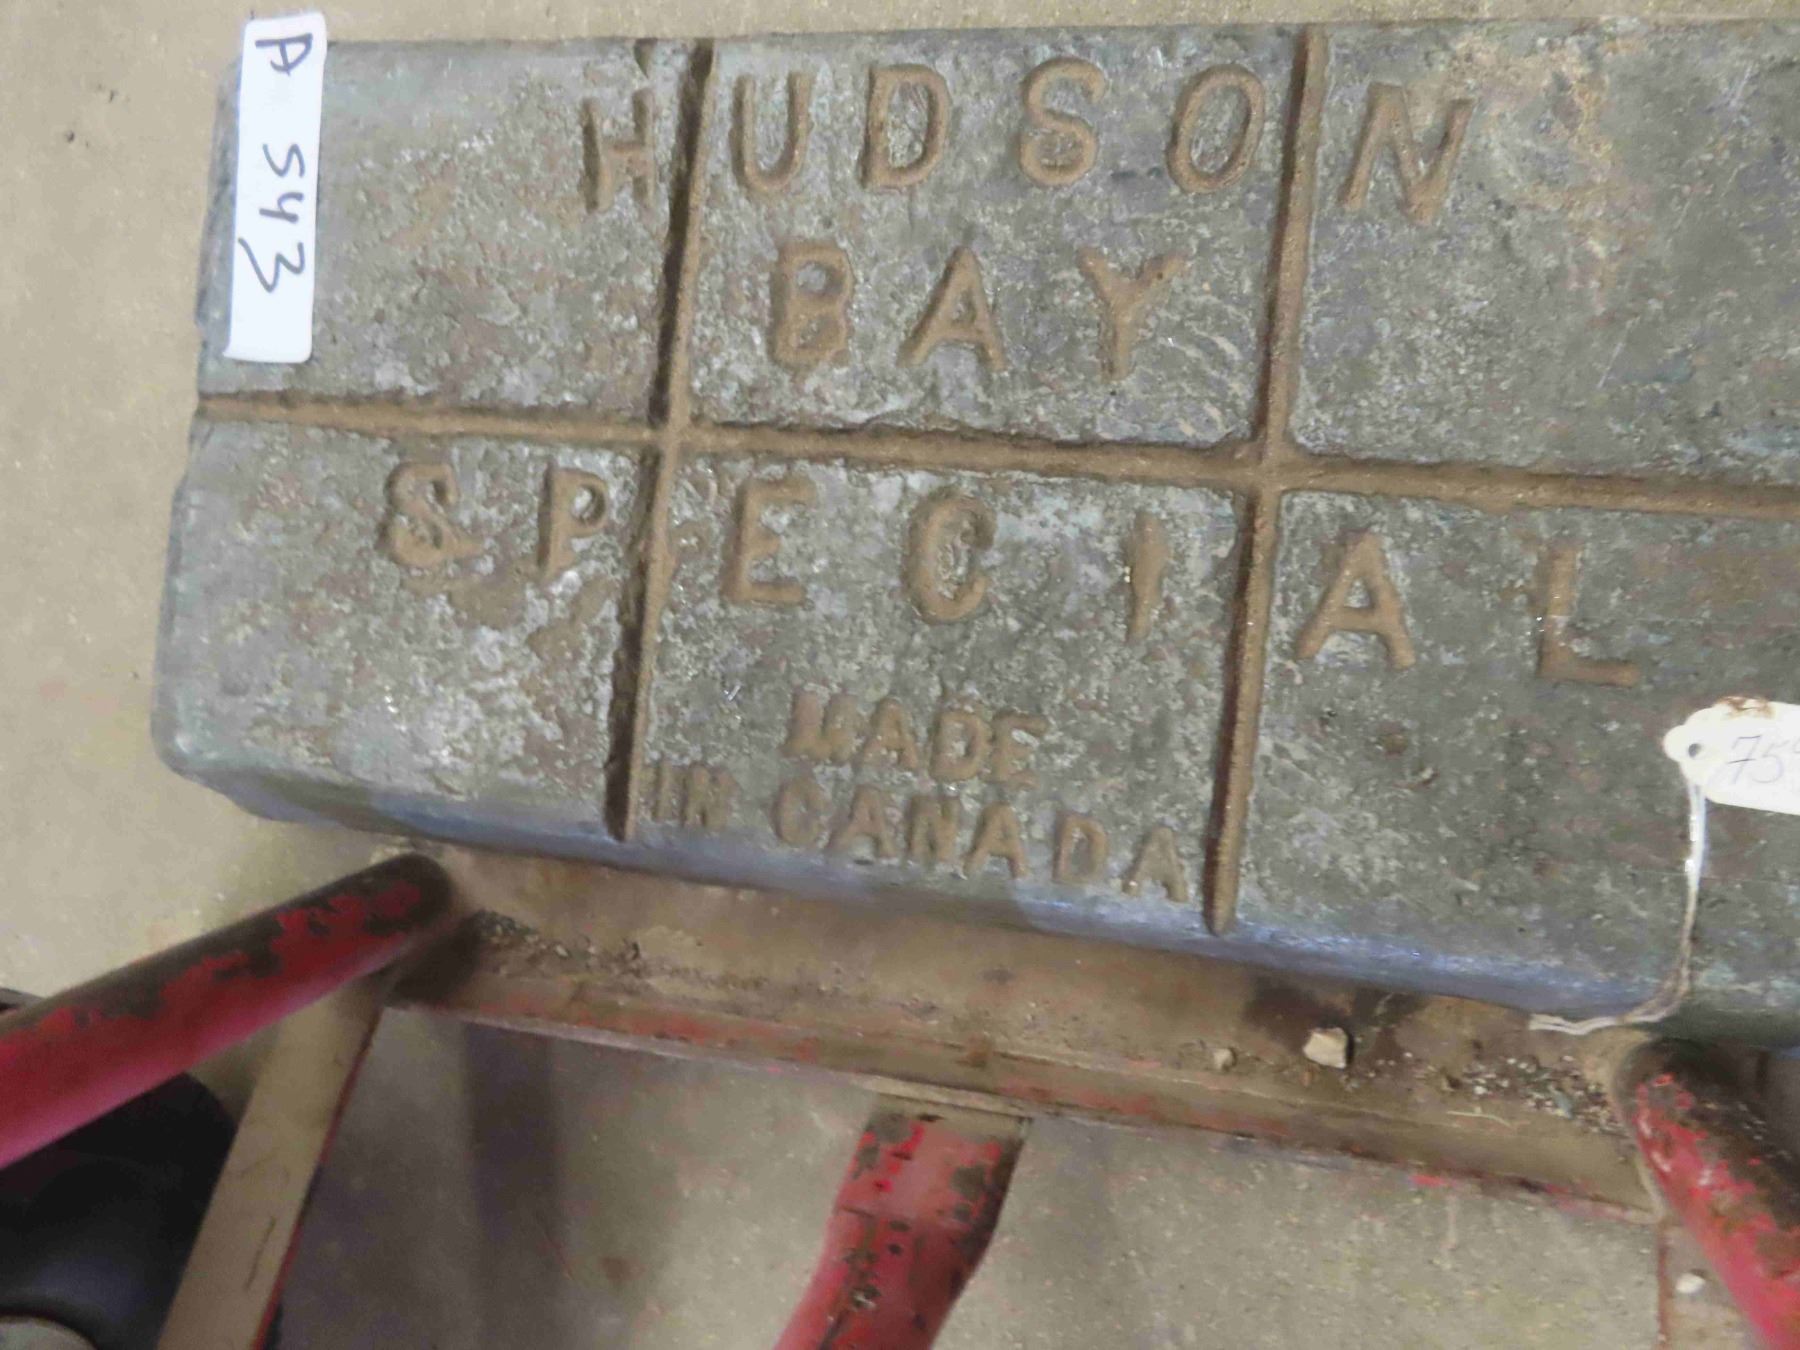 A 543
HUDSON
BAY
SPECIAL
MADE
IN CANADA